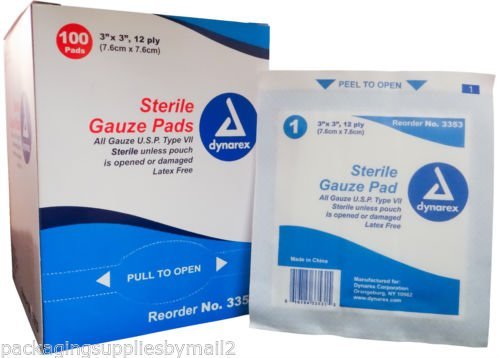 100
Pads
3" x 3", 12 ply
(7.6cm x 7.6cm)
Sterile
Gauze Pads
All Gauze U.S.P. Type VII
Sterile unless pouch
is opened or damaged
Latex Free
dynarex
PULL TO OPEN
Reorder No. 3353
PEEL TO OPEN
1
1
3" x 3", 12 ply
(7.6cm x 7.6cm)
Reorder No. 3353
Sterile
Gauze Pad
All Gauze U.S.P. Type VII
Sterile unless pouch
is opened or damaged
Latex Free
dynarex
Made in China
Manufactured for:
Dynarex Corporation
Orangeburg, NY 10962
www.dynarex.com
packagingsuppliesbymail2